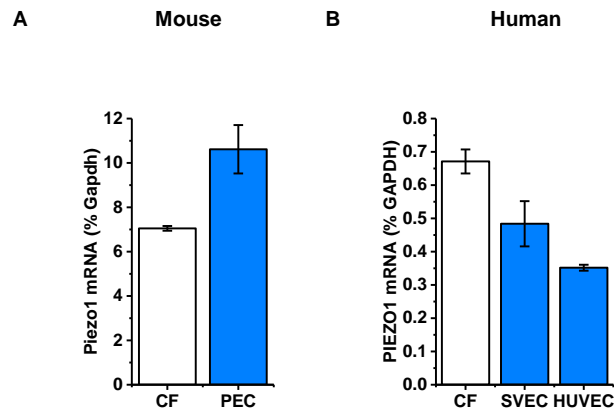 A Mouse
B Human
Piezo1 mRNA (% Gapdh)
12
10
8
6
4
2
0
CF PEC
PIEZO1 mRNA (% GAPDH)
0.8
0.7
0.6
0.5
0.4
0.3
0.2
0.1
0.0
CF SVEC HUVEC